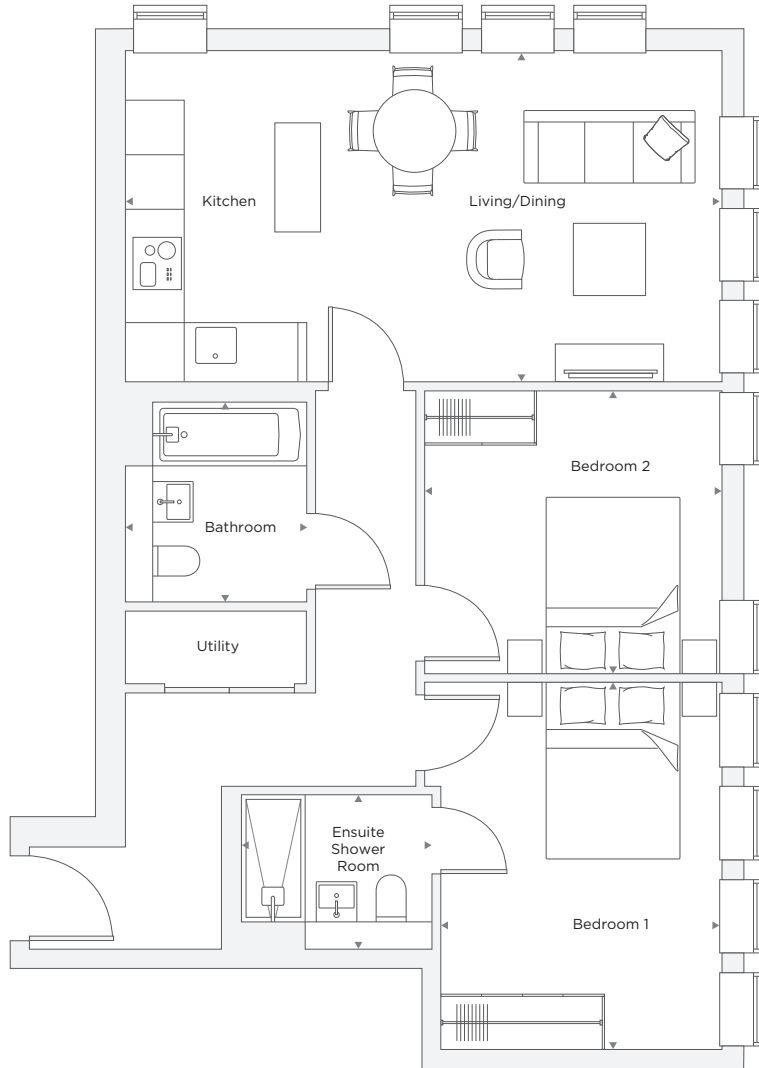 Kitchen
Living/Dining
Bedroom 2
Bathroom
Utility
Ensuite
Shower
Room
Bedroom 1